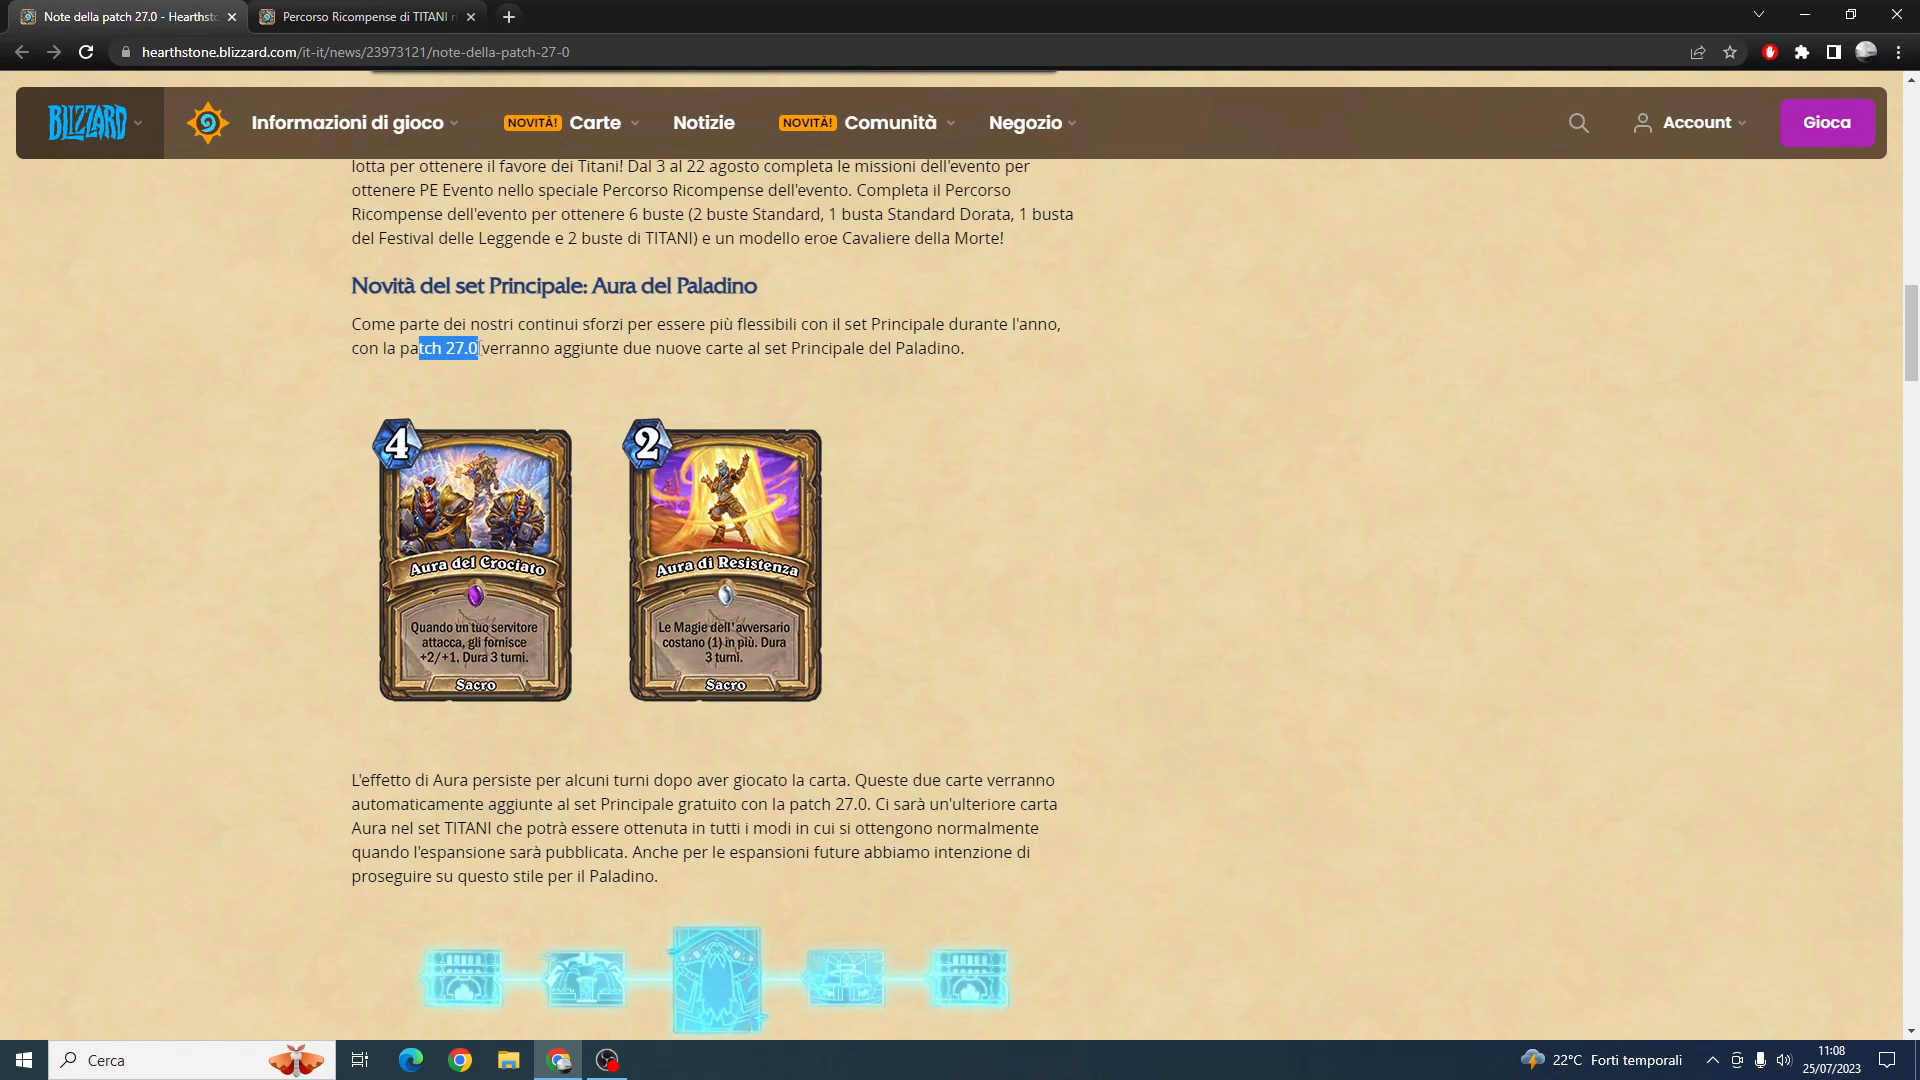 Note della patch 27.0 - Hearthsto
Percorso Ricompense di TITANI ri
hearthstone.blizzard.com/it-it/news/23973121/note-della-patch-27-0
BLIZZARD
Informazioni di gioco
NOVITÀ! Carte
Notizie
NOVITÀ! Comunità
Negozio
Account
Gioca
lotta per ottenere il favore dei Titani! Dal 3 al 22 agosto completa le missioni dell'evento per
ottenere PE Evento nello speciale Percorso Ricompense dell'evento. Completa il Percorso
Ricompense dell'evento per ottenere 6 buste (2 buste Standard, 1 busta Standard Dorata, 1 busta
del Festival delle Leggende e 2 buste di TITANI) e un modello eroe Cavaliere della Morte!
Novità del set Principale: Aura del Paladino
Come parte dei nostri continui sforzi per essere più flessibili con il set Principale durante l'anno,
con la patch 27.0 verranno aggiunte due nuove carte al set Principale del Paladino.
4
Aura del Crociato
Quando un tuo servitore
attacca, gli fornisce
+2/+1. Dura 3 turni.
Sacro
2
Aura di Resistenza
Le Magie dell'avversario
costano (1) in più. Dura
3 turni.
Sacro
L'effetto di Aura persiste per alcuni turni dopo aver giocato la carta. Queste due carte verranno
automaticamente aggiunte al set Principale gratuito con la patch 27.0. Ci sarà un'ulteriore carta
Aura nel set TITANI che potrà essere ottenuta in tutti i modi in cui si ottengono normalmente
quando l'espansione sarà pubblicata. Anche per le espansioni future abbiamo intenzione di
proseguire su questo stile per il Paladino.
Cerca
22°C Forti temporali
11:08
25/07/2023